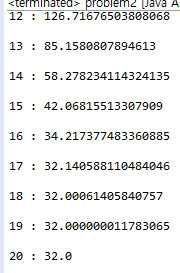 <terminated> problem2 [Java A
12 : 126.71676503808068
13 : 85.1580807894613
14 : 58.278234114324135
15 : 42.06815513307909
16 : 34.217377483360885
17 : 32.140588110484046
18 : 32.00061405840757
19 : 32.000000011783065
20 : 32.0